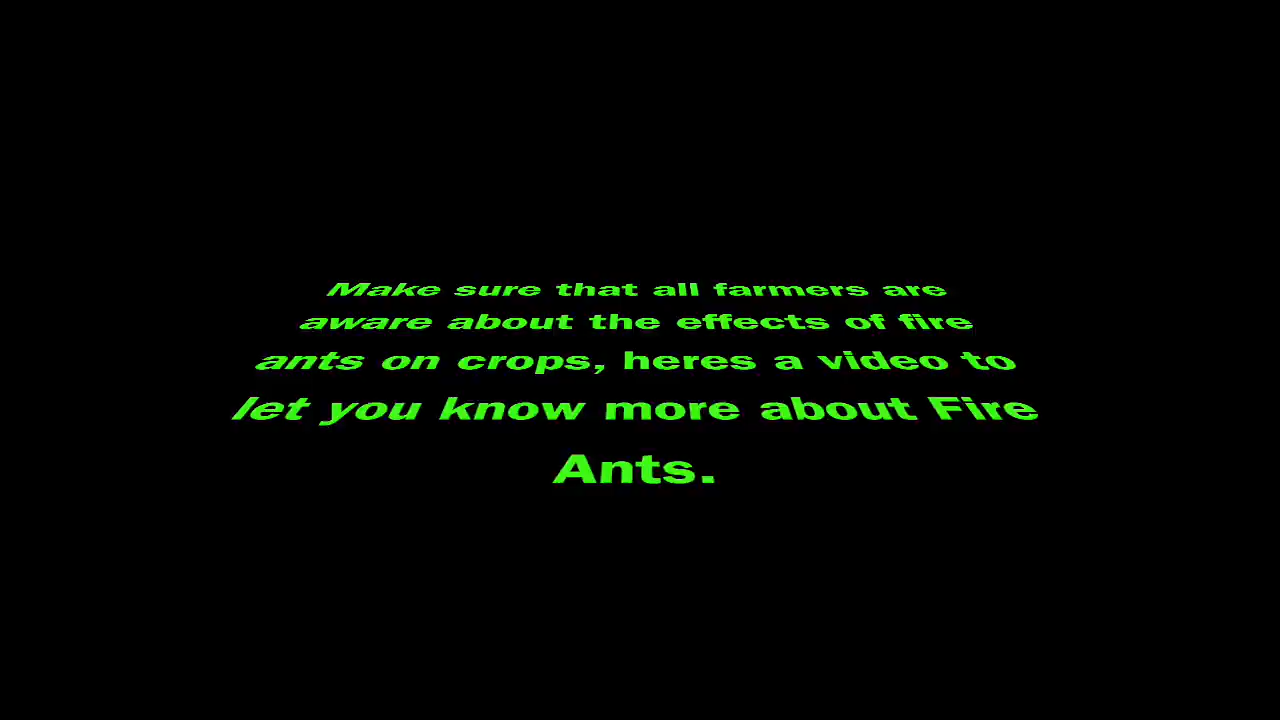 Make sure that all farmers are
aware about the effects of fire
ants on crops, heres a video to
let you know more about Fire
Ants.